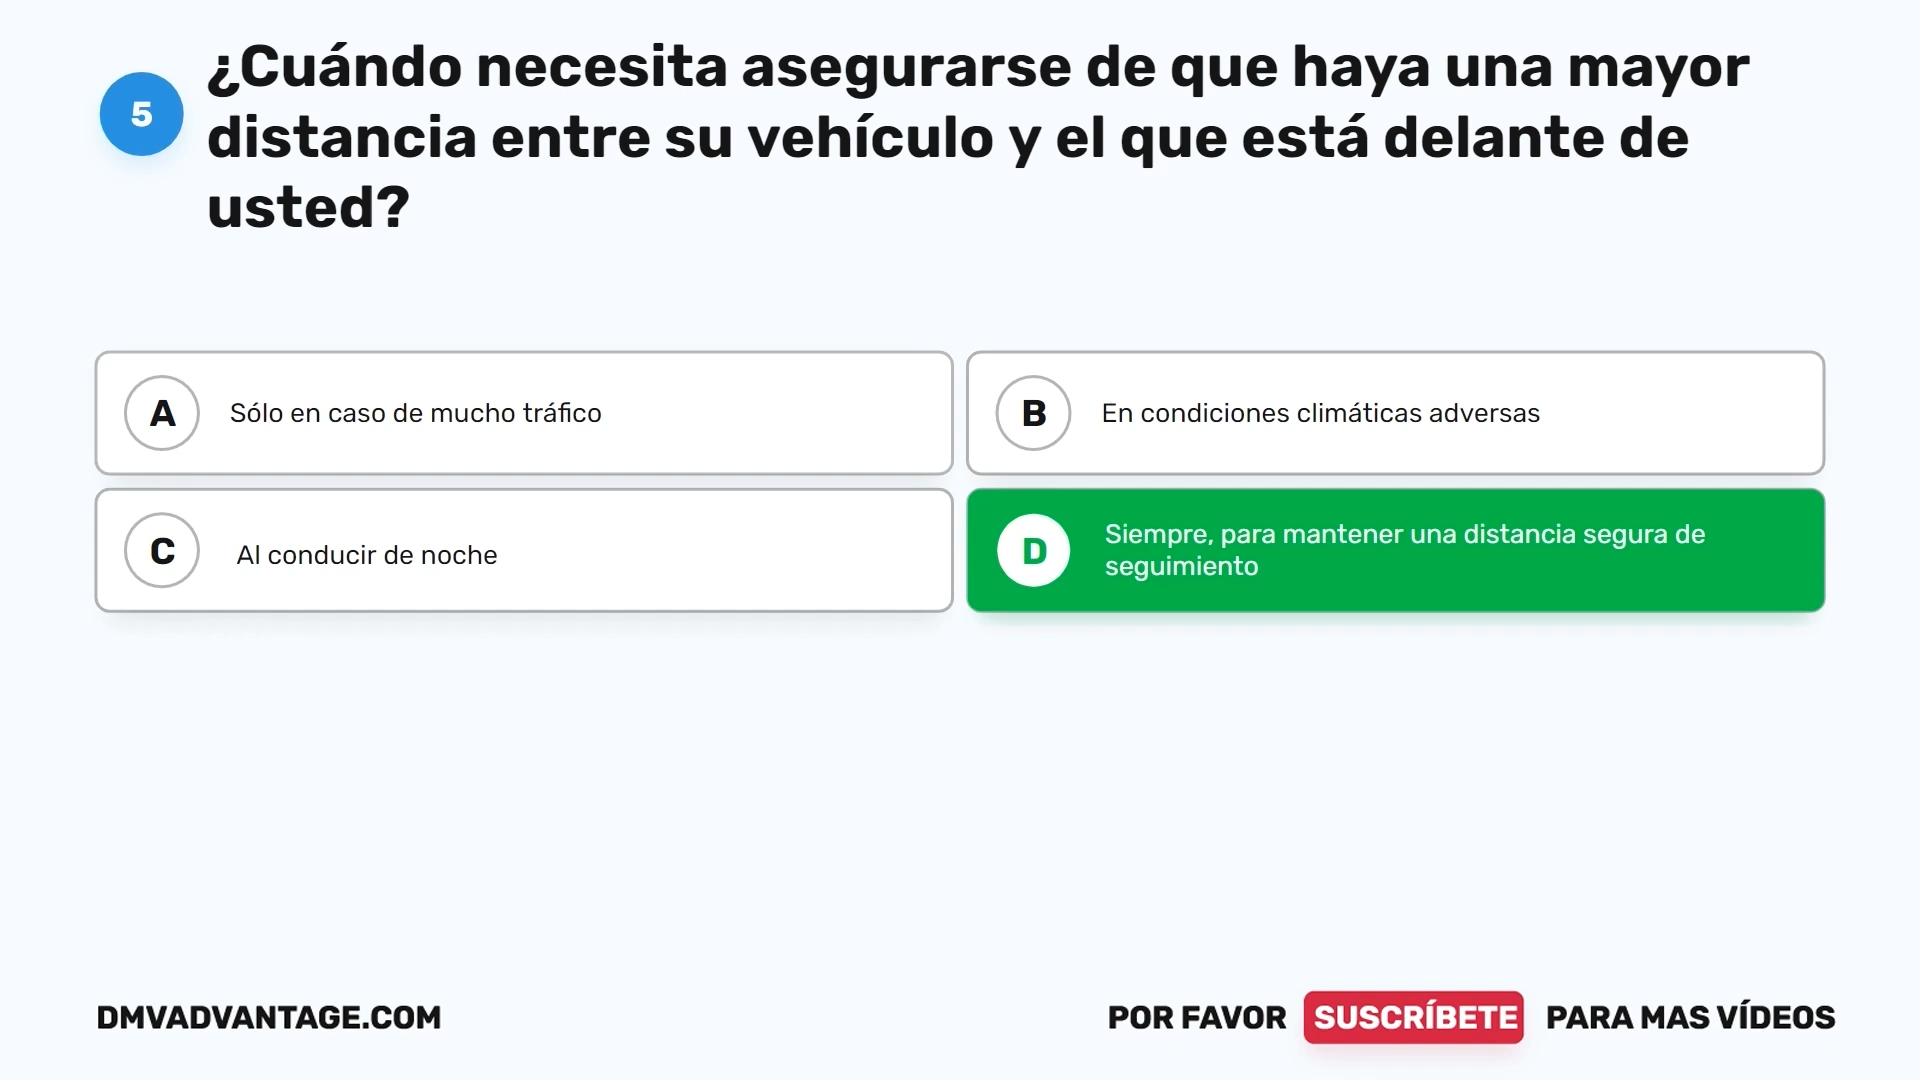 5
¿Cuándo necesita asegurarse de que haya una mayor
distancia entre su vehículo y el que está delante de
usted?
A Sólo en caso de mucho tráfico
B En condiciones climáticas adversas
C Al conducir de noche
D Siempre, para mantener una distancia segura de
seguimiento
DMVADVANTAGE.COM
POR FAVOR SUSCRÍBETE PARA MAS VÍDEOS